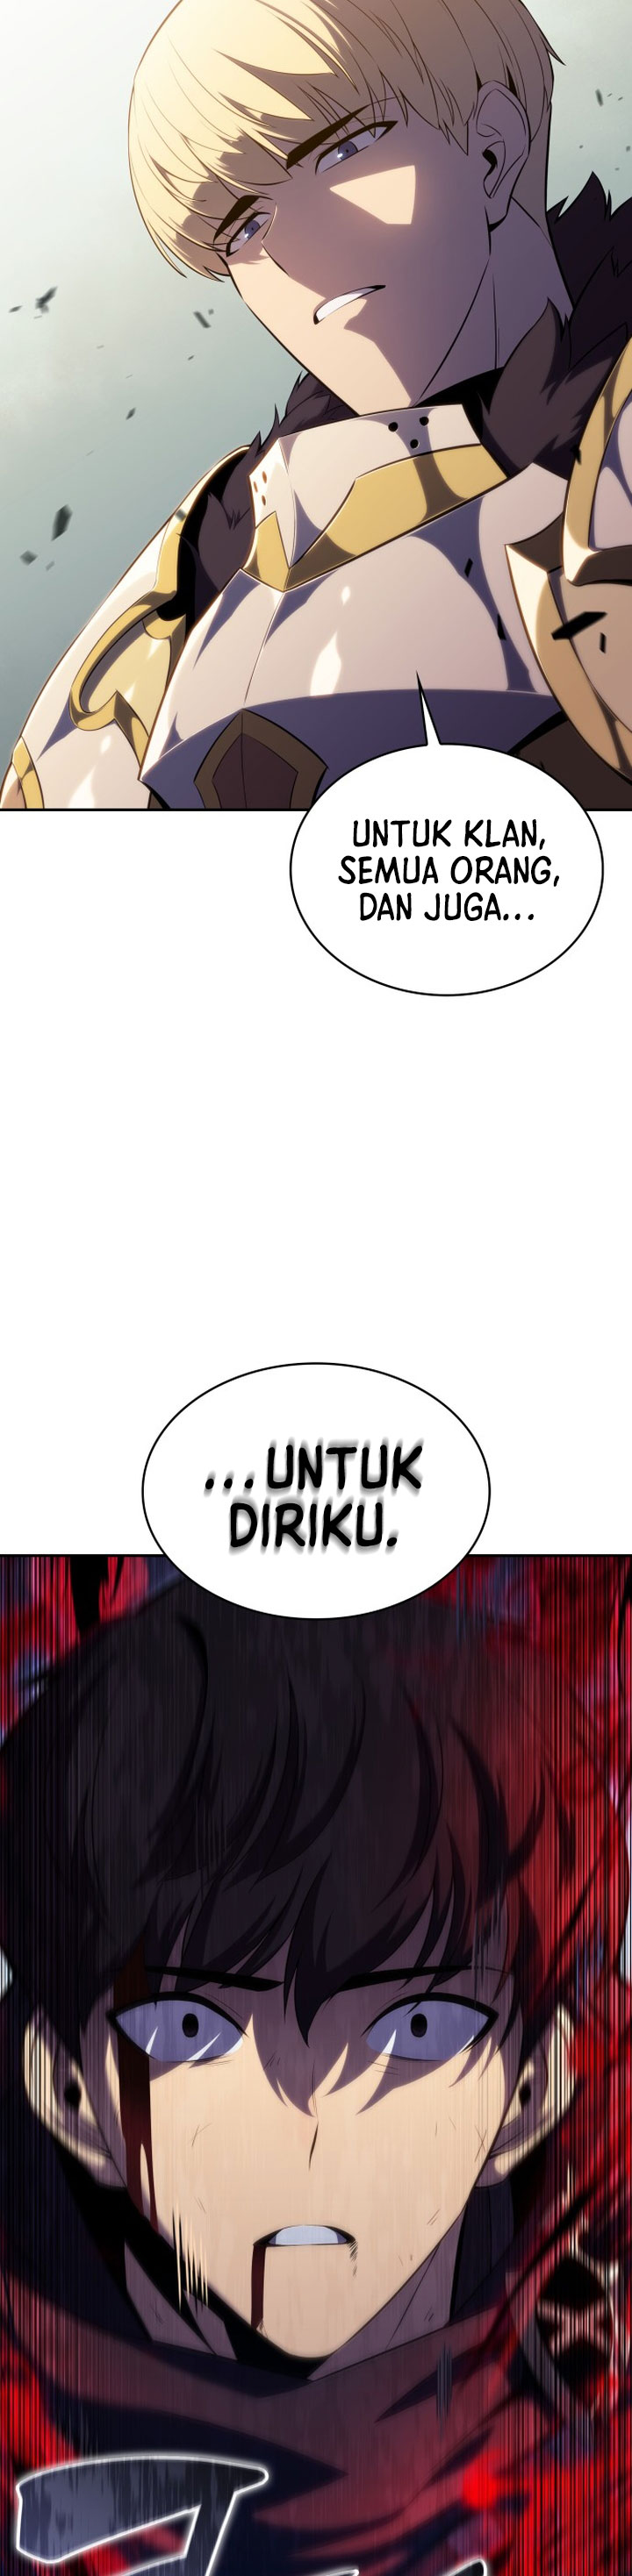 UNTUK KLAN,
SEMUA ORANG,
DAN JUGA...
...UNTUK
DIRIKU.